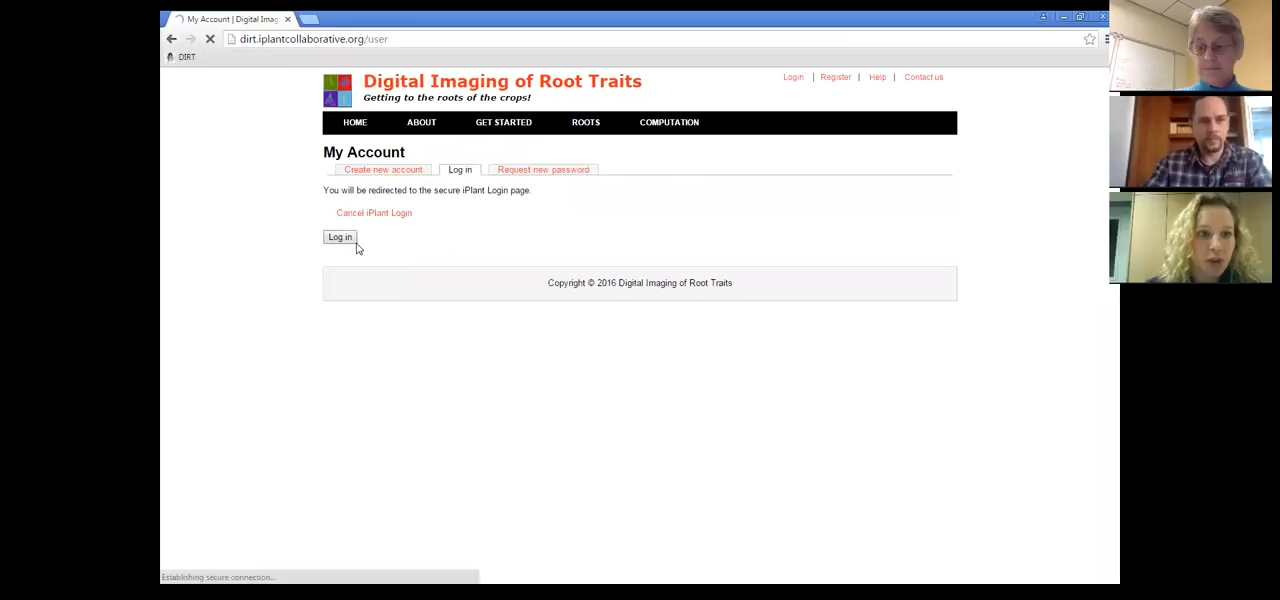 My Account | Digital Imag
dirt.iplantcollaborative.org/user
DIRT
Digital Imaging of Root Traits
Getting to the roots of the crops!
Login | Register | Help | Contact us
HOME ABOUT GET STARTED ROOTS COMPUTATION
My Account
Create new account Log in Request new password
You will be redirected to the secure iPlant Login page.
Cancel iPlant Login
Log in
Copyright © 2016 Digital Imaging of Root Traits
Establishing secure connection...